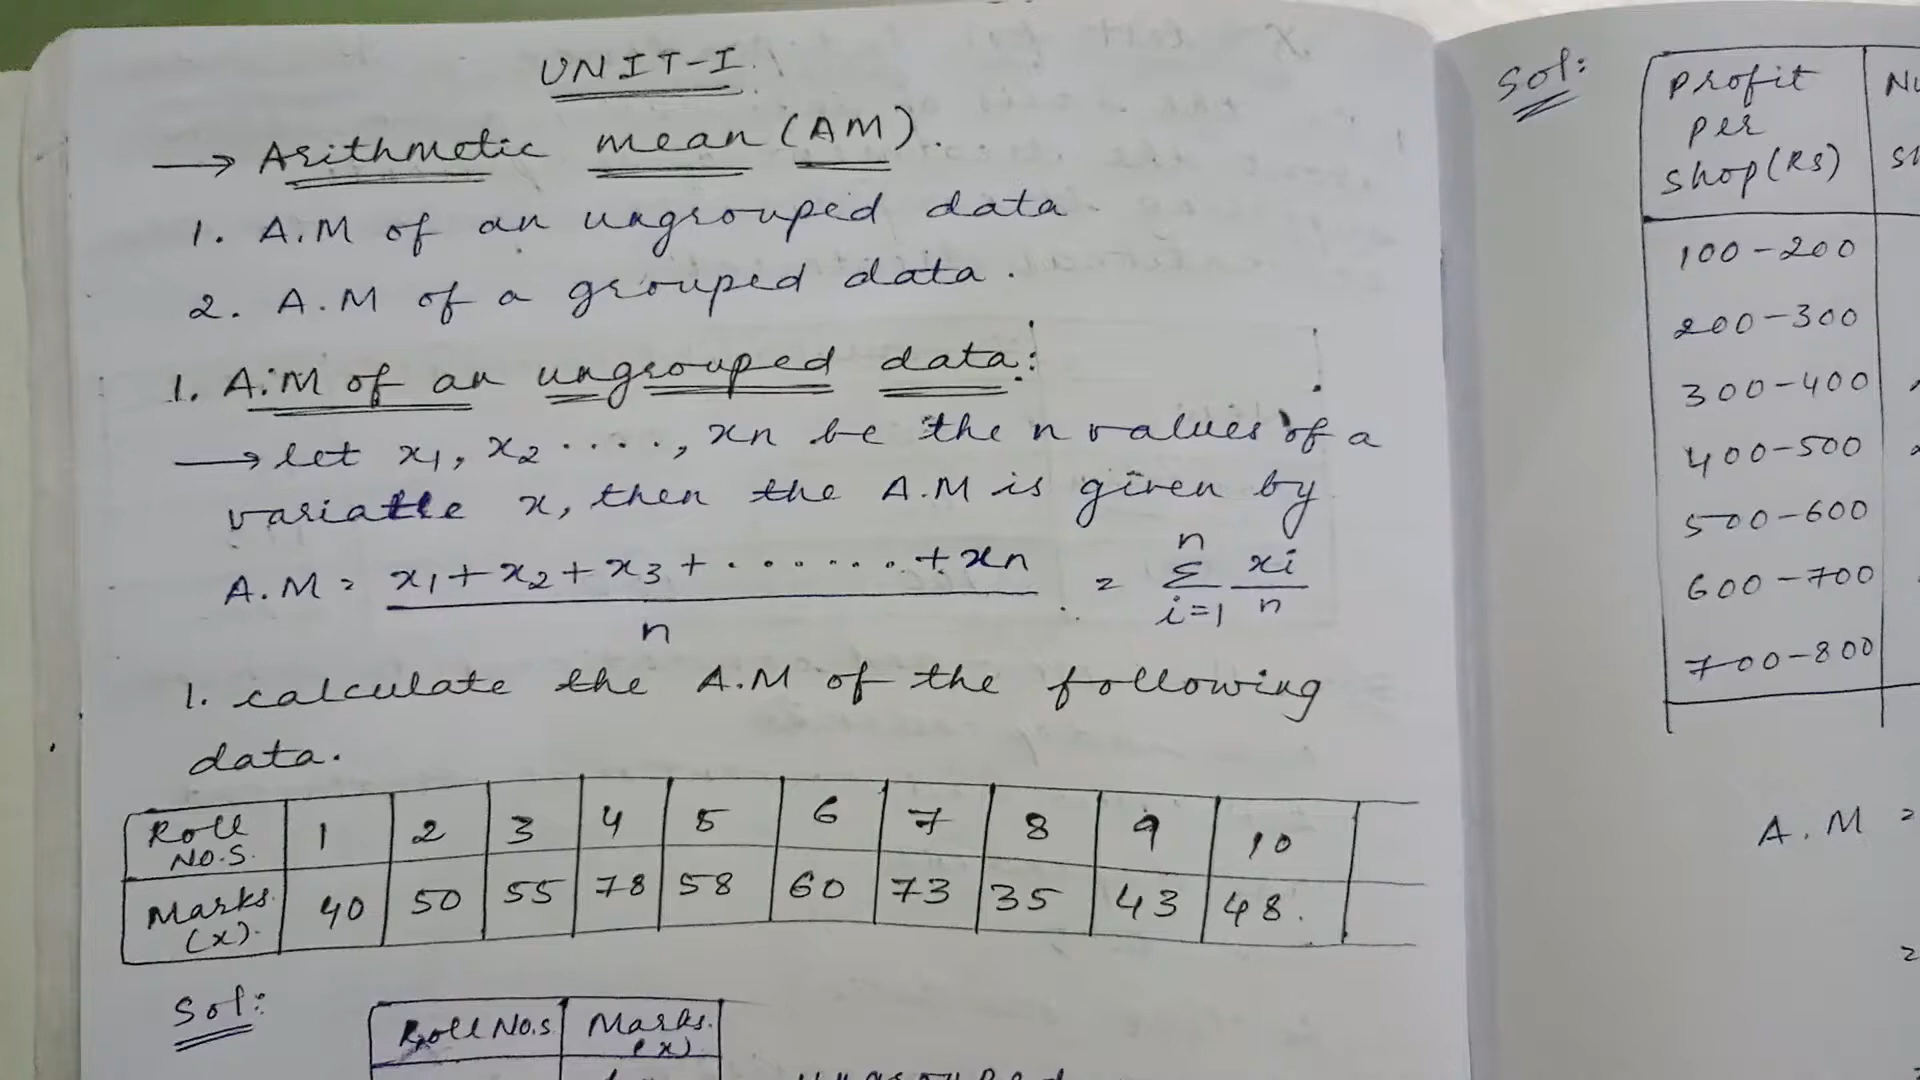 UNIT-I
→ Arithmetic mean (AM).
1. A.M of an ungrouped data
2. A.M of a grouped data.
1. A.M of an ungrouped data:
→ let x1, x2 ...., xn be the n values of a
variable x, then the A.M is given by
A.M = x1+x2+x3+.......+xn / n = n Σ i=1 xi / n
1. calculate the A.M of the following
data.
Roll No.s. 1 2 3 4 5 6 7 8 9 10
Marks (x). 40 50 55 78 58 60 73 35 43 48.
Sol:
Roll No.s Marks. (x)
Sol:
Profit
per
shop (Rs)
100-200
200-300
300-400
400-500
500-600
600-700
700-800
A.M =
=